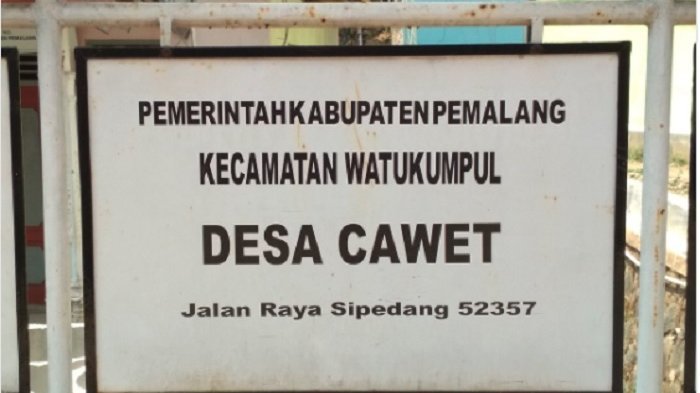 PEMERINTAH KABUPATEN PEMALANG
KECAMATAN WATUKUMPUL
DESA CAWET
Jalan Raya Sipedang 52357